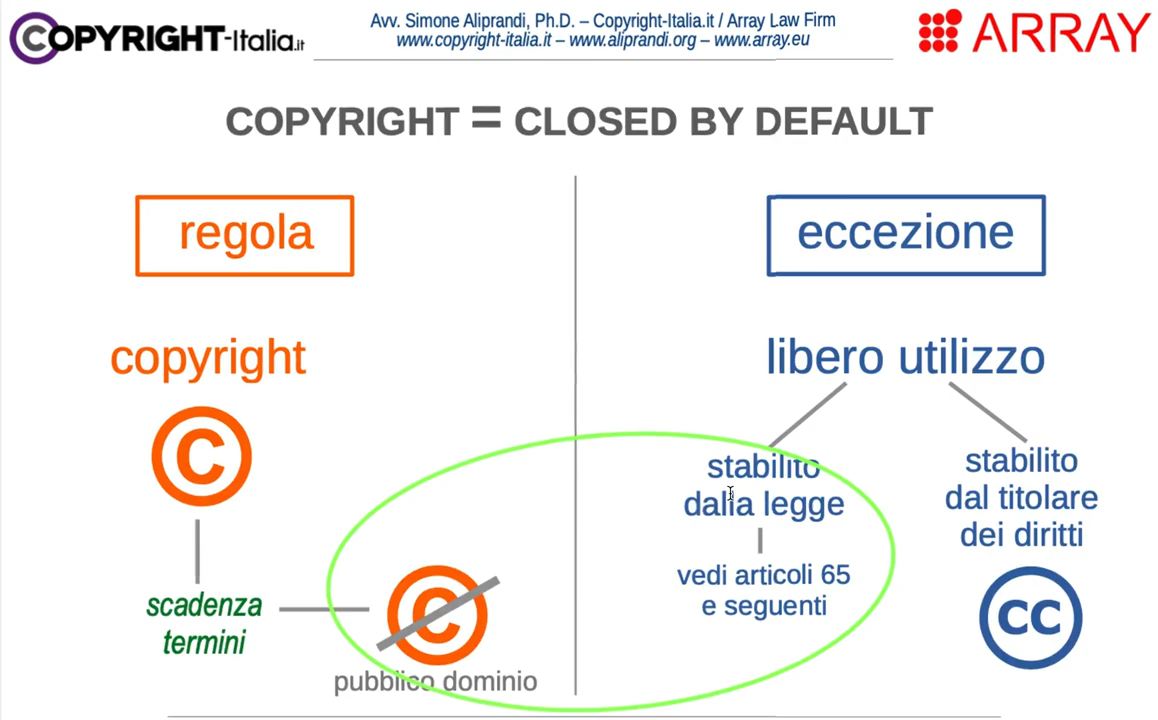 COPYRIGHT-Italia.it
Avv. Simone Aliprandi, Ph.D. – Copyright-Italia.it / Array Law Firm
www.copyright-italia.it – www.aliprandi.org – www.array.eu
ARRAY
COPYRIGHT = CLOSED BY DEFAULT
regola
copyright
C
scadenza
termini
C
pubblico dominio
eccezione
libero utilizzo
stabilito
dalla legge
vedi articoli 65
e seguenti
stabilito
dal titolare
dei diritti
CC